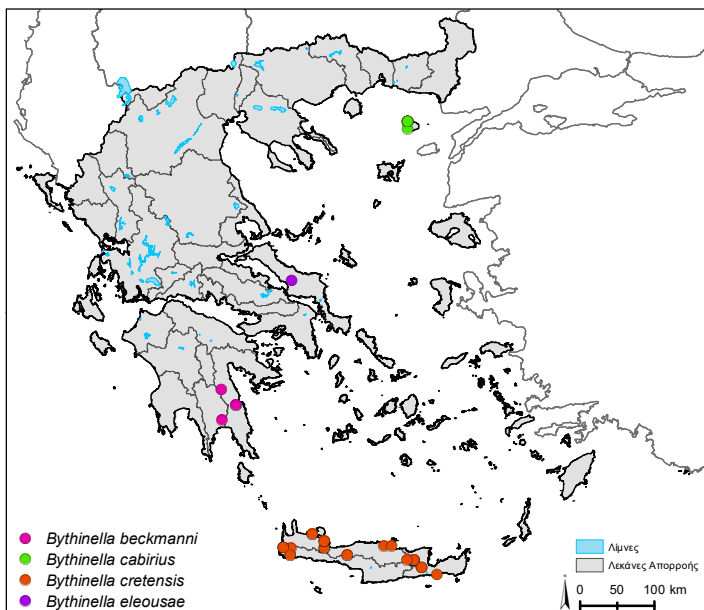 Bythinella beckmanni
Bythinella cabirius
Bythinella cretensis
Bythinella eleousae
Λίμνες
Λεκάνες Απορροής
0 50 100 km